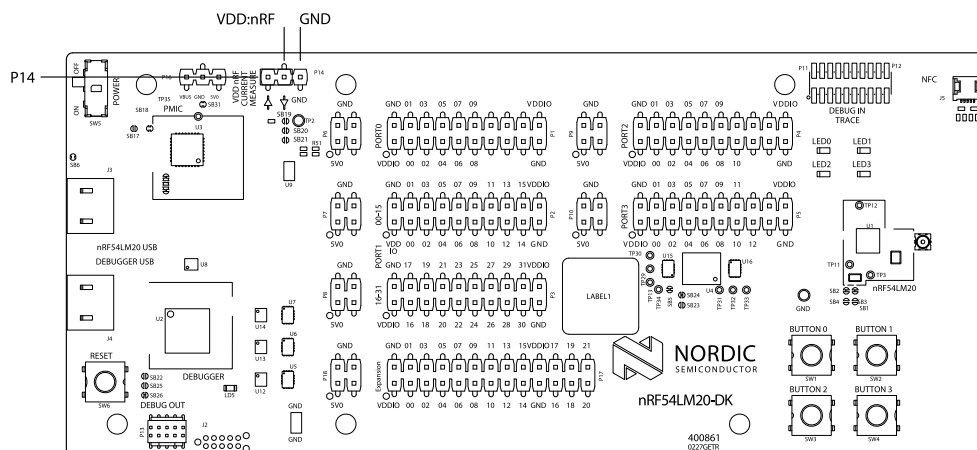 VDD:nRF GND
P14
OFF
ON
POWER
SW5
P16
VBUS GND 5V0
SB31
TP35
SB18
PMIC
SB17
U3
VDD nRF
CURRENT
MEASURE
P14
GND
SB19
TP2
SB20
SB21
R51
U9
SB6
J3
nRF54LM20 USB
DEBUGGER USB
U8
J4
U2
DEBUGGER
U14
U7
U13
U6
U12
U5
RESET
SW6
SB22
SB25
SB26
LD5
DEBUG OUT
P13
J2
GND
GND
GND
P6
5V0
PORT0
GND 01 03 05 07 09 VDDIO
P1
VDDIO 00 02 04 06 08 GND
GND
P9
5V0
PORT2
GND 01 03 05 07 09 VDDIO
P4
VDDIO 00 02 04 06 08 10 GND
GND
P7
5V0
PORT1
00-15
GND 01 03 05 07 09 11 13 15 VDDIO
P2
VDD
IO
00 02 04 06 08 10 12 14 GND
GND
P10
5V0
PORT3
GND 01 03 05 07 09 11 VDDIO
P5
VDDIO 00 02 04 06 08 10 12 GND
GND
P8
5V0
16-31
GND 17 19 21 23 25 27 29 31 VDDIO
P3
VDDIO 16 18 20 22 24 26 28 30 GND
GND
P18
5V0
Expansion
GND 01 03 05 07 09 11 13 15 VDDIO 17 19 21
P17
VDDIO 00 02 04 06 08 10 12 14 VDDIO 16 18 20
LABEL1
TP30
TP29
TP13
TP34
U15
SB5
U4
SB24
SB23
U16
TP31
TP32
TP33
NORDIC
SEMICONDUCTOR
nRF54LM20-DK
400861
0227GETR
P11
P12
DEBUG IN
TRACE
NFC
J5
LED0 LED1
LED2 LED3
TP12
U1
TP11
TP3
nRF54LM20
SB2
SB4
SB3
SB1
GND
BUTTON 0 BUTTON 1
SW1 SW2
BUTTON 2 BUTTON 3
SW3 SW4